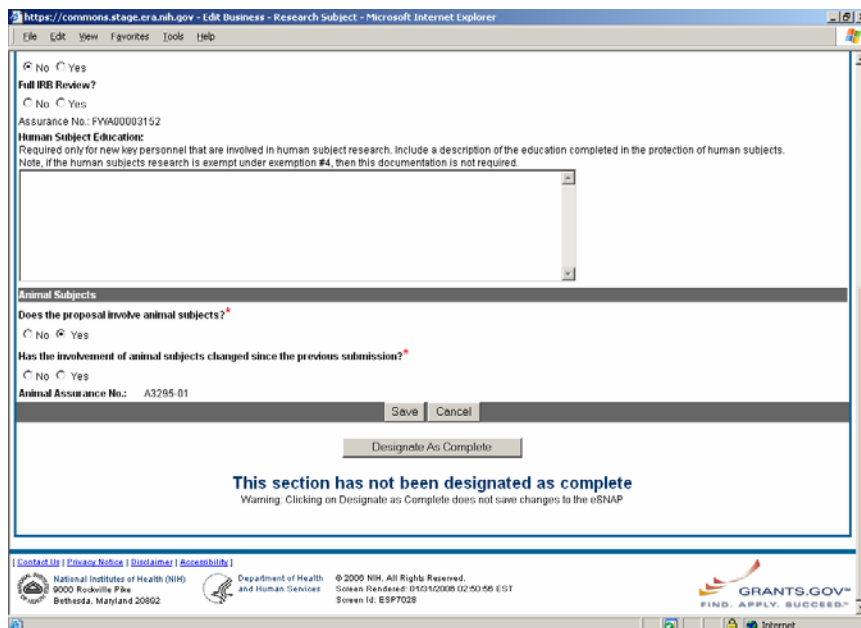 https://commons.stage.era.nih.gov - Edit Business - Research Subject - Microsoft Internet Explorer
File Edit View Favorites Tools Help
No Yes
Full IRB Review?
No Yes
Assurance No.: FWA00003152
Human Subject Education:
Required only for new key personnel that are involved in human subject research. Include a description of the education completed in the protection of human subjects.
Note, if the human subjects research is exempt under exemption #4, then this documentation is not required.
Animal Subjects
Does the proposal involve animal subjects?*
No Yes
Has the involvement of animal subjects changed since the previous submission?*
No Yes
Animal Assurance No.: A3295-01
Save Cancel
Designate As Complete
This section has not been designated as complete
Warning: Clicking on Designate as Complete does not save changes to the eSNAP
[ Contact Us | Privacy Notice | Disclaimer | Accessibility ]
National Institutes of Health (NIH)
9000 Rockville Pike
Bethesda, Maryland 20892
Department of Health
and Human Services
© 2006 NIH. All Rights Reserved.
Screen Rendered: 01/31/2006 02:50:56 EST
Screen Id: ESP7028
GRANTS.GOV™
FIND. APPLY. SUCCEED.™
Internet